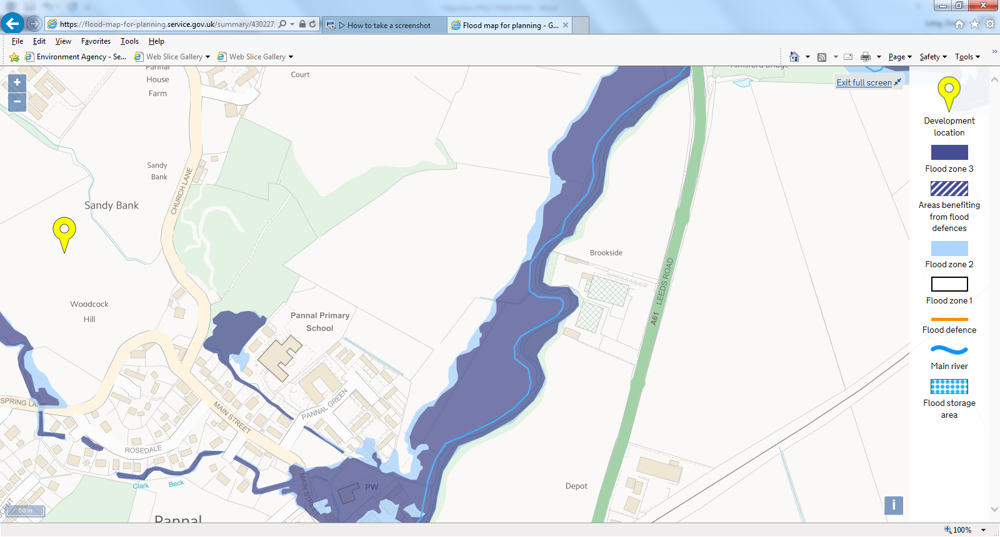 https://flood-map-for-planning.service.gov.uk/summary/430227,
How to take a screenshot
Flood map for planning - G...
File Edit View Favorites Tools Help
Environment Agency - Se...
Web Slice Gallery
Web Slice Gallery
Page Safety Tools
+
−
Exit full screen
Pannal
House
Farm
Court
Almsford Bridge
Sandy
Bank
CHURCH LANE
Sandy Bank
Brookside
A61 LEEDS ROAD
Woodcock
Hill
Pannal Primary
School
SPRING LANE
MAIN STREET
PANNAL GREEN
ROSEDALE
Clark Beck
MAIN STREET
PW
Depot
50 m
Pannal
i
Development
location
Flood zone 3
Areas benefiting
from flood
defences
Flood zone 2
Flood zone 1
Flood defence
Main river
Flood storage
area
100%